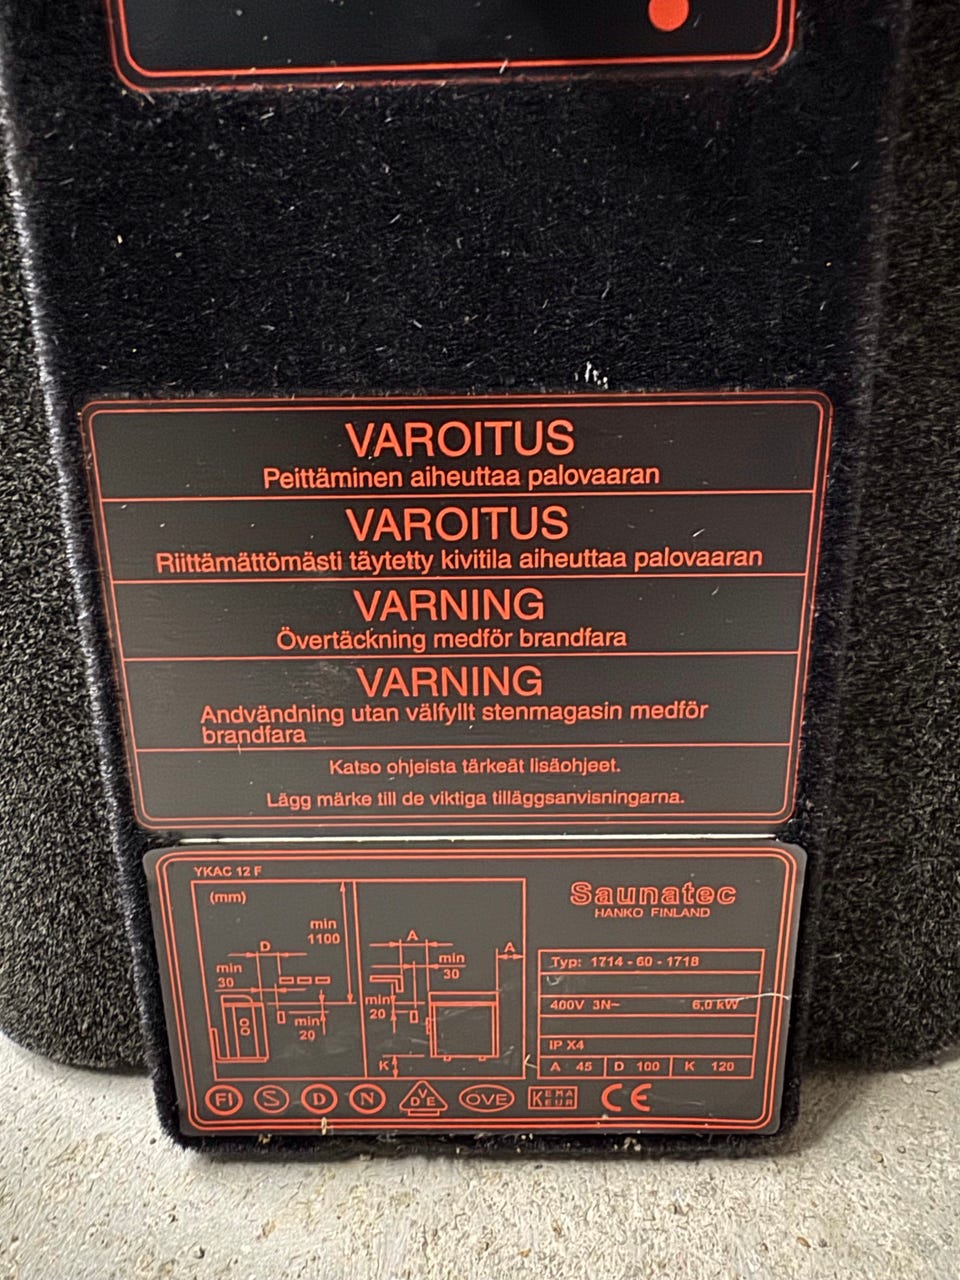 VAROITUS
Peittäminen aiheuttaa palovaaran
VAROITUS
Riittämättömästi täytetty kivitila aiheuttaa palovaaran
VARNING
Övertäckning medför brandfara
VARNING
Andvändning utan välfyllt stenmagasin medför
brandfara
Katso ohjeista tärkeät lisäohjeet.
Lägg märke till de viktiga tilläggsanvisningarna.
YKAC 12 F
(mm)
min
1100
D
min
30
min
20
A
min
30
A
min
20
K
Saunatec
HANKO FINLAND
Typ: 1714 - 60 - 1718
400V 3N~ 6,0 kW
IP X4
A 45 D 100 K 120
FI S D N VDE ÖVE KEMA
KEUR CE